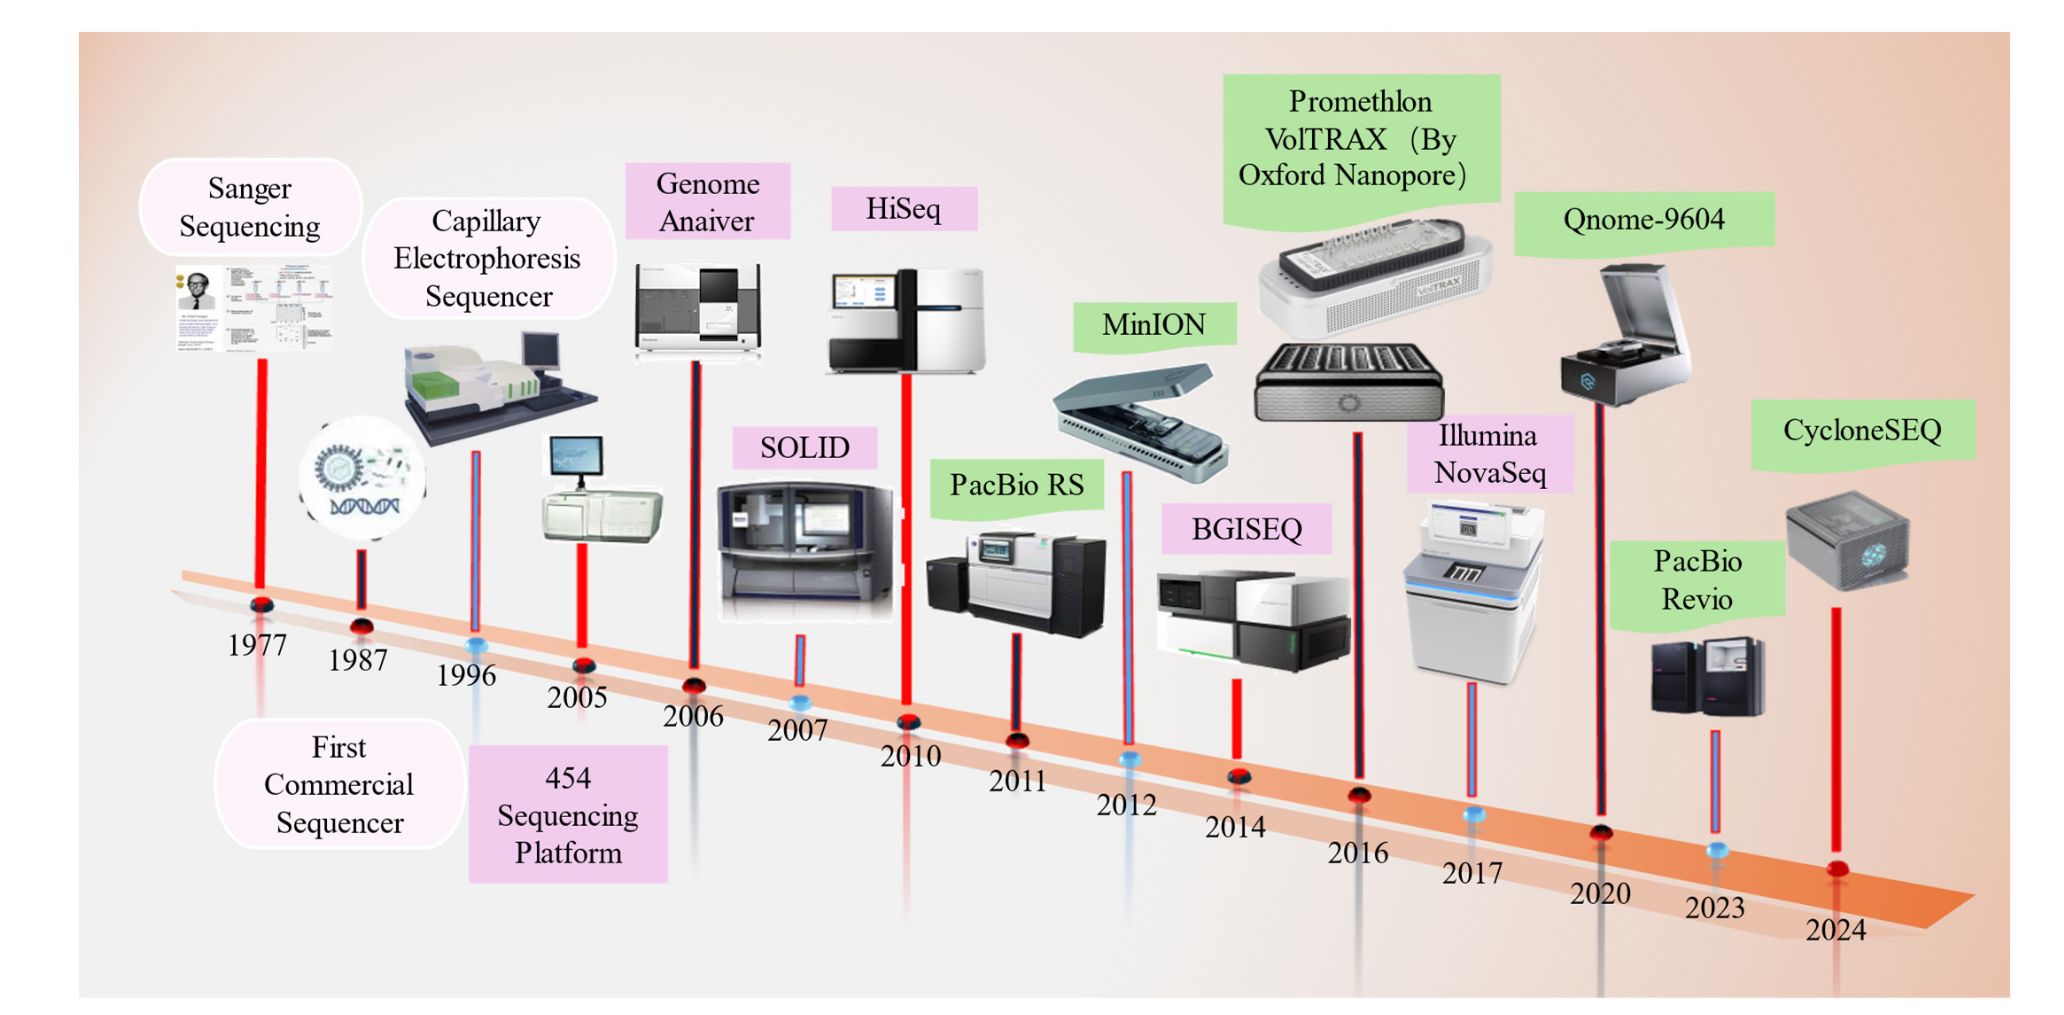 Sanger
Sequencing
Capillary
Electrophoresis
Sequencer
Genome
Anaiver
HiSeq
Promethlon
VolTRAX（By
Oxford Nanopore）
Qnome-9604
MinION
VolTRAX
VolTRAX
SOLID
PacBio RS
BGISEQ
Illumina
NovaSeq
CycloneSEQ
PacBio
Revio
1977
1987
1996
2005
2006
2007
2010
2011
2012
2014
2016
2017
2020
2023
2024
First
Commercial
Sequencer
454
Sequencing
Platform